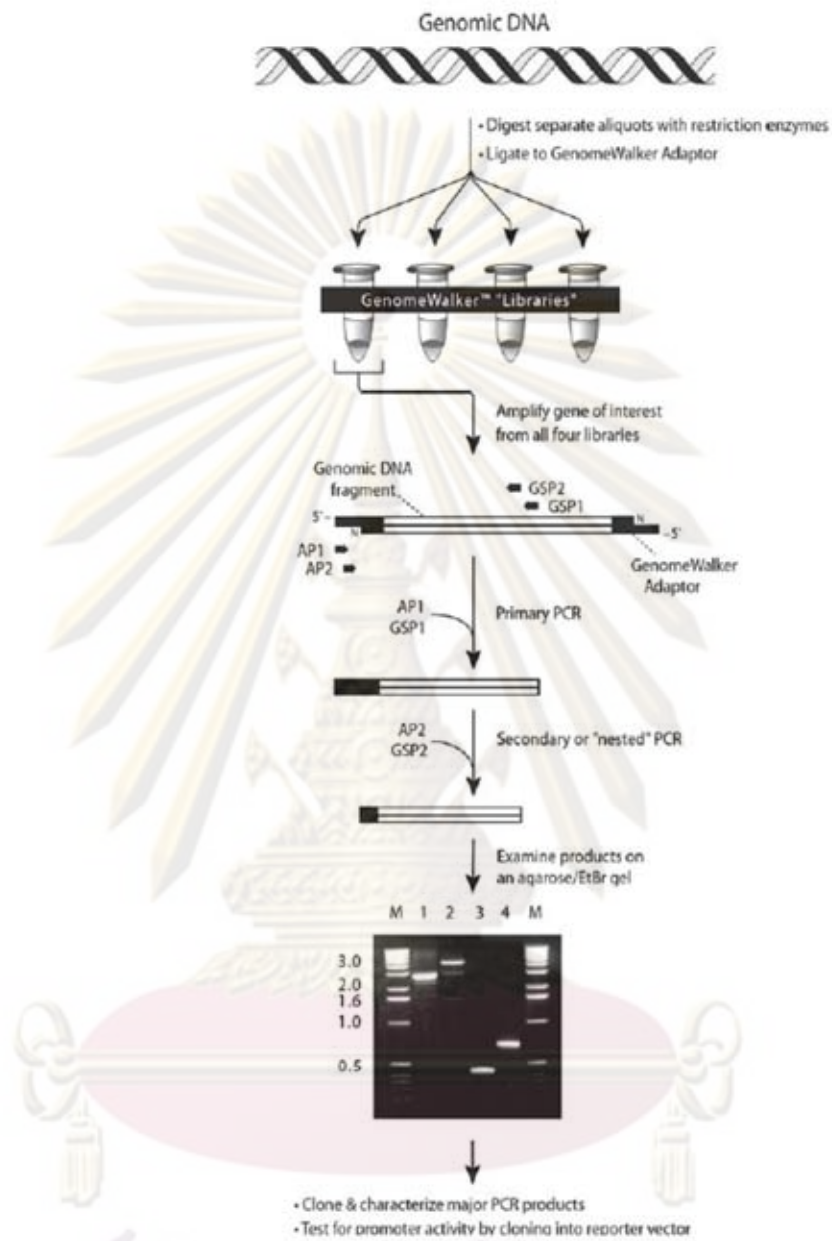 Genomic DNA
• Digest separate aliquots with restriction enzymes
• Ligate to GenomeWalker Adaptor
GenomeWalker™ "Libraries"
Amplify gene of interest
from all four libraries
Genomic DNA
fragment
GSP2
GSP1
5'
N
N
5'
AP1
AP2
GenomeWalker
Adaptor
AP1
GSP1
Primary PCR
AP2
GSP2
Secondary or "nested" PCR
Examine products on
an agarose/EtBr gel
M 1 2 3 4 M
3.0
2.0
1.6
1.0
0.5
• Clone & characterize major PCR products
• Test for promoter activity by cloning into reporter vector